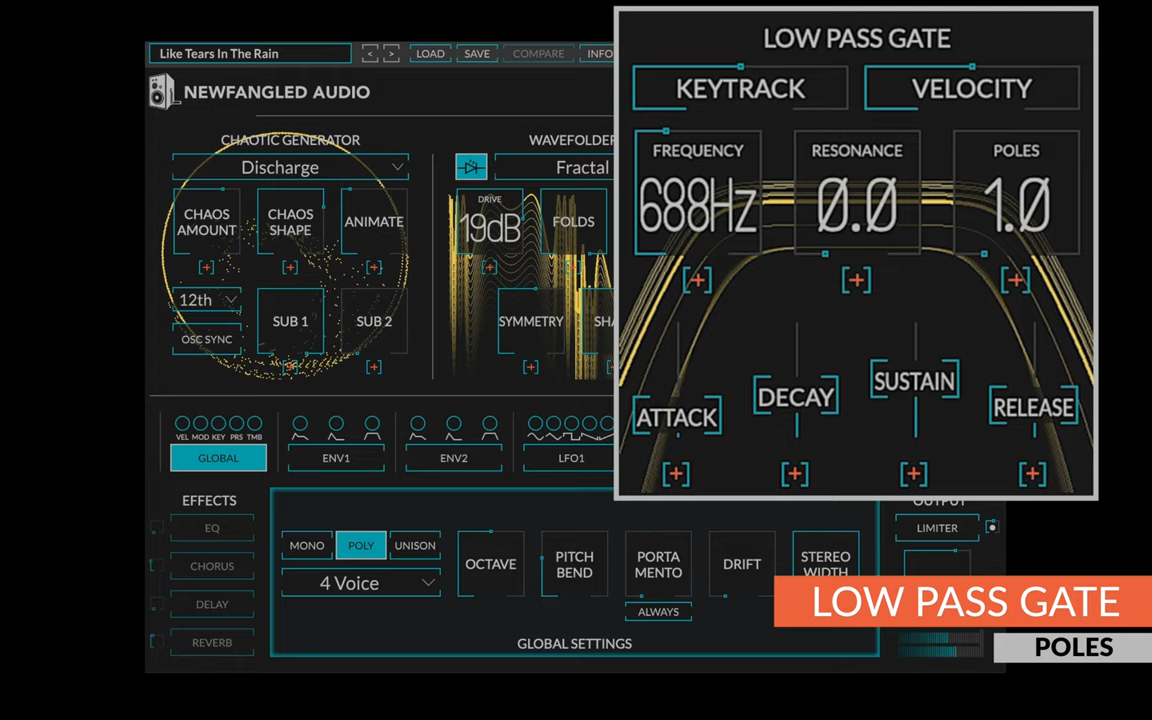 Like Tears In The Rain
< >
LOAD
SAVE
COMPARE
INFO
NEWFANGLED AUDIO
CHAOTIC GENERATOR
Discharge
CHAOS
AMOUNT
CHAOS
SHAPE
ANIMATE
[+] [+] [+]
12th
OSC SYNC
SUB 1
SUB 2
[+]
WAVEFOLDER
Fractal
DRIVE
19dB
FOLDS
[+]
SYMMETRY
[+]
LOW PASS GATE
KEYTRACK
VELOCITY
FREQUENCY
688Hz
RESONANCE
0.0
POLES
1.0
[+] [+] [+]
ATTACK
DECAY
SUSTAIN
RELEASE
[+] [+] [+] [+]
VEL MOD KEY PRS TMB
GLOBAL
ENV1
ENV2
LFO1
EFFECTS
EQ
CHORUS
DELAY
REVERB
MONO
POLY
UNISON
4 Voice
OCTAVE
PITCH
BEND
PORTA
MENTO
ALWAYS
DRIFT
STEREO
WIDTH
GLOBAL SETTINGS
OUTPUT
LIMITER
LOW PASS GATE
POLES